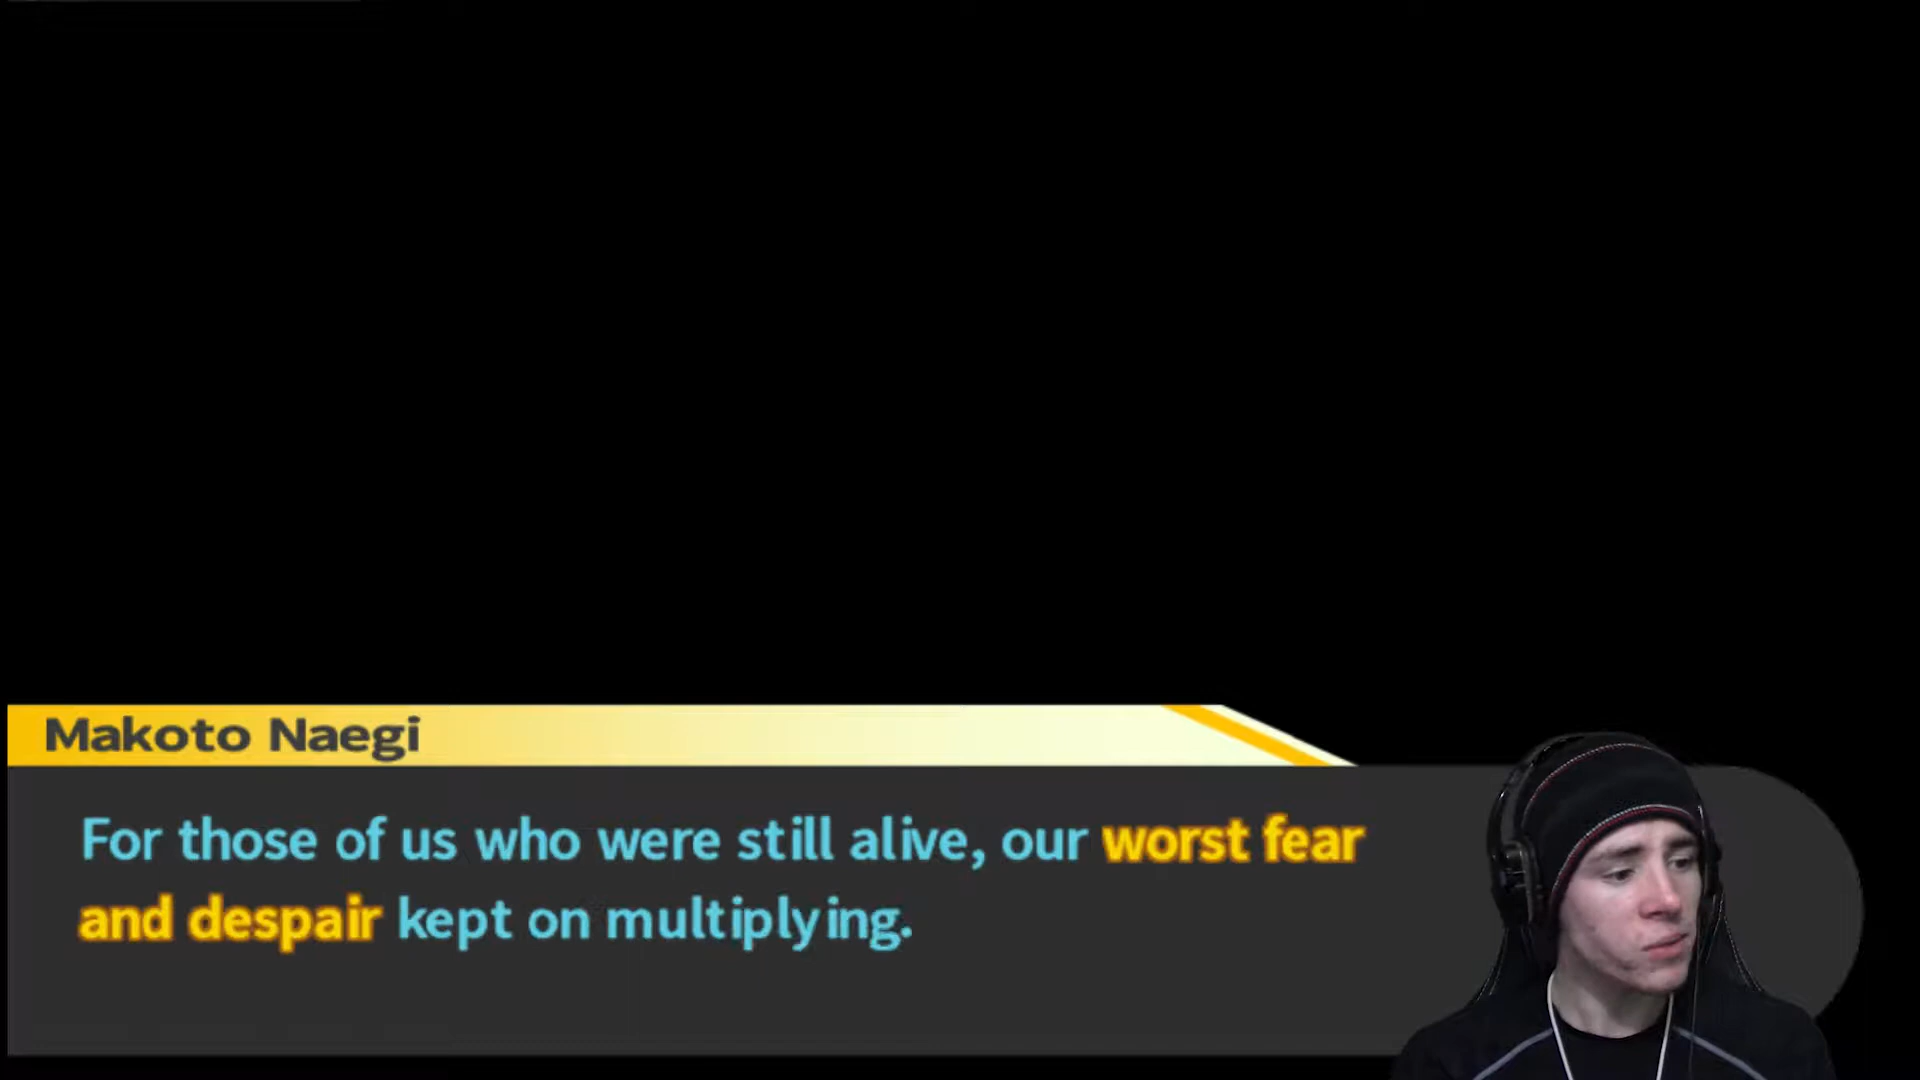 Makoto Naegi
For those of us who were still alive, our worst fear
and despair kept on multiplying.